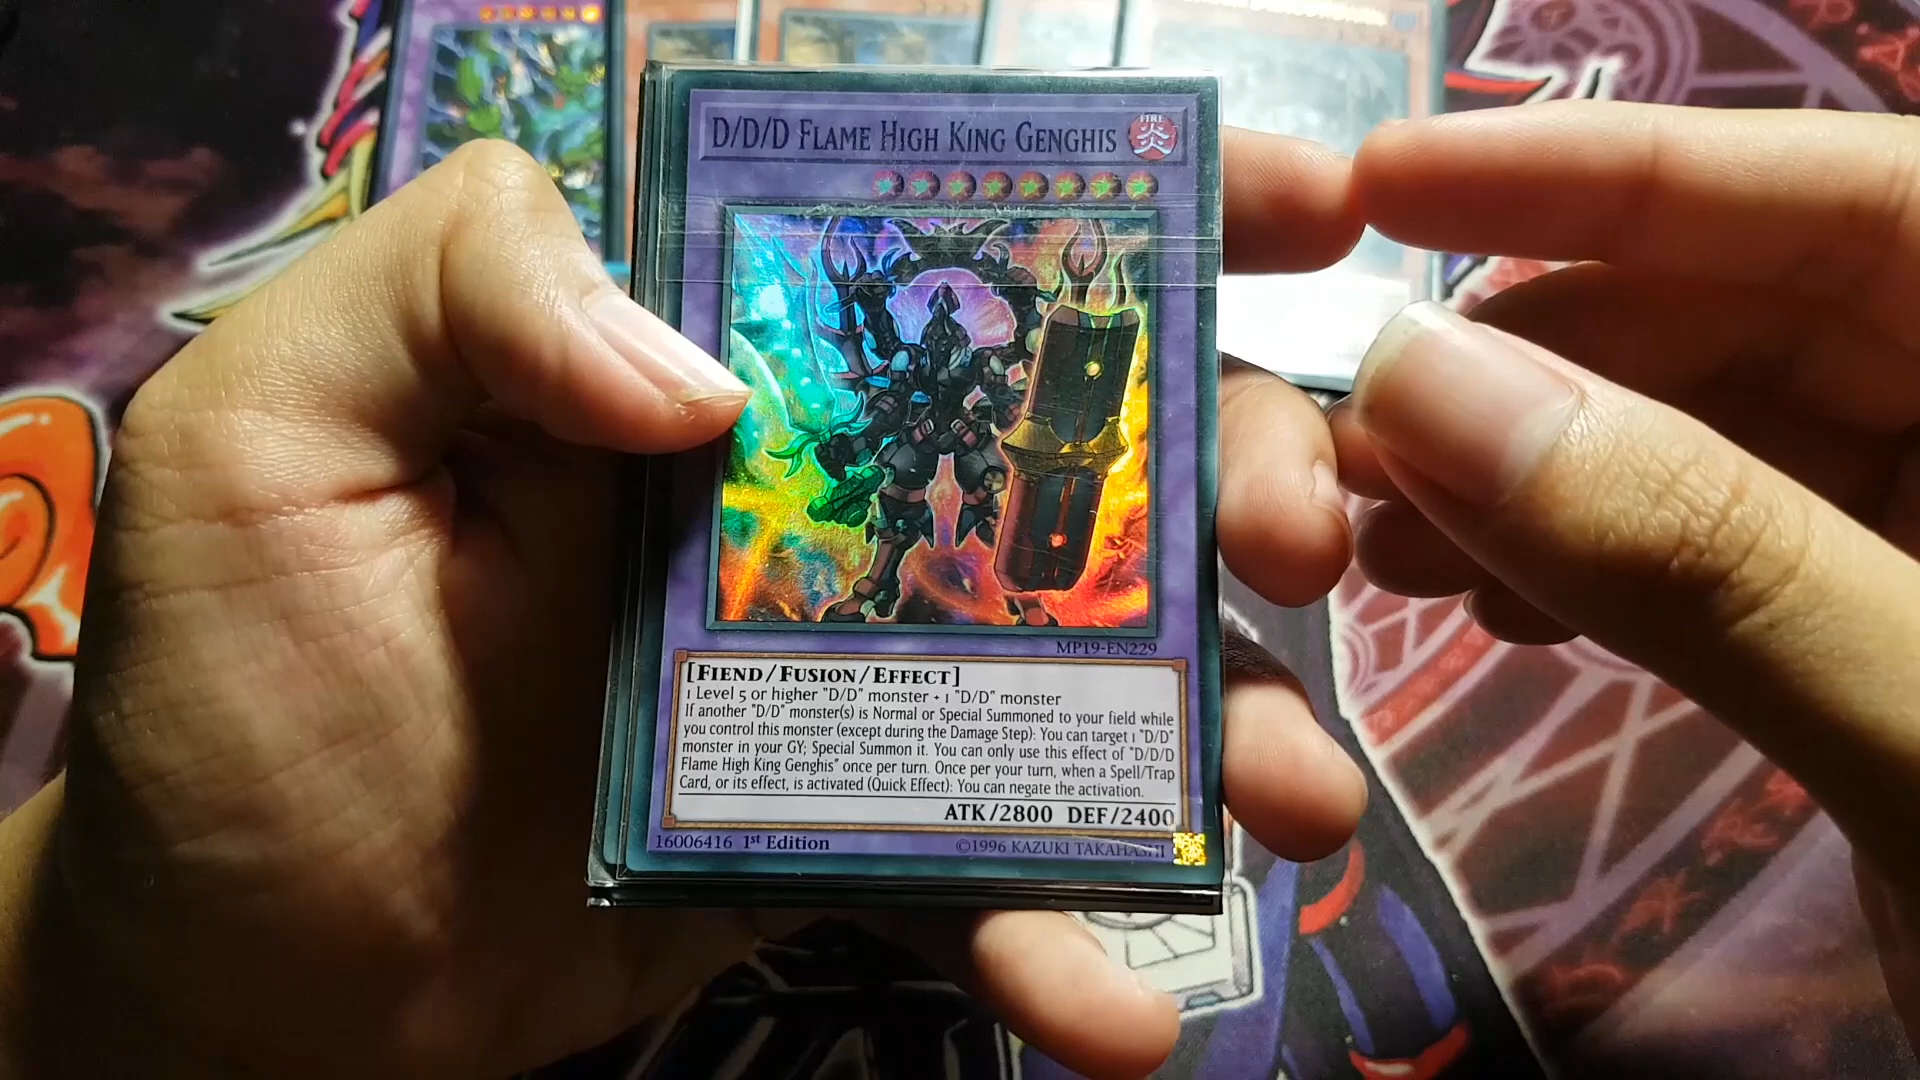 D/D/D FLAME HIGH KING GENGHIS
FIRE
炎
MP19-EN229
[FIEND/FUSION/EFFECT]
1 Level 5 or higher "D/D" monster + 1 "D/D" monster
If another "D/D" monster(s) is Normal or Special Summoned to your field while
you control this monster (except during the Damage Step): You can target 1 "D/D"
monster in your GY; Special Summon it. You can only use this effect of "D/D/D
Flame High King Genghis" once per turn. Once per your turn, when a Spell/Trap
Card, or its effect, is activated (Quick Effect): You can negate the activation.
ATK/2800 DEF/2400
16006416 1st Edition
©1996 KAZUKI TAKAHASHI